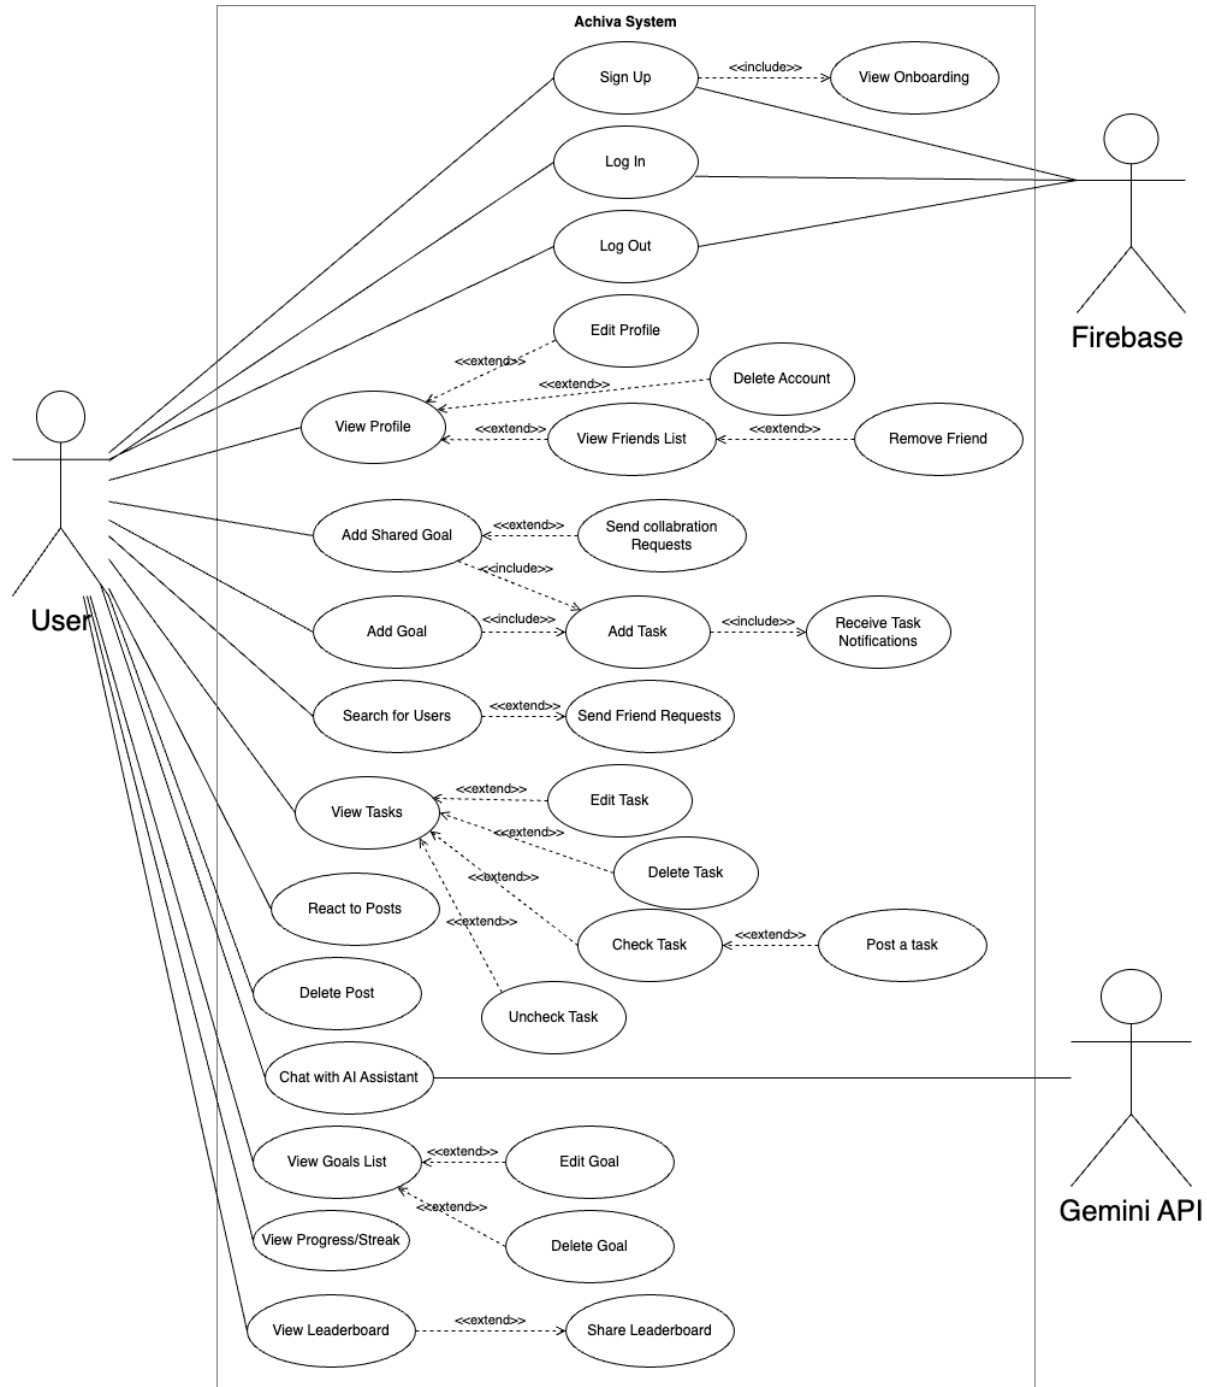 Achiva System
Sign Up
<<include>>
View Onboarding
Log In
Log Out
Firebase
Edit Profile
<<extend>>
Delete Account
<<extend>>
View Profile
<<extend>>
View Friends List
<<extend>>
Remove Friend
User
Add Shared Goal
<<extend>>
Send collabration
Requests
<<include>>
Add Goal
<<include>>
Add Task
<<include>>
Receive Task
Notifications
Search for Users
<<extend>>
Send Friend Requests
View Tasks
<<extend>>
Edit Task
<<extend>>
Delete Task
<<extend>>
Check Task
<<extend>>
Post a task
<<extend>>
Uncheck Task
React to Posts
Delete Post
Chat with AI Assistant
Gemini API
View Goals List
<<extend>>
Edit Goal
<<extend>>
Delete Goal
View Progress/Streak
View Leaderboard
<<extend>>
Share Leaderboard